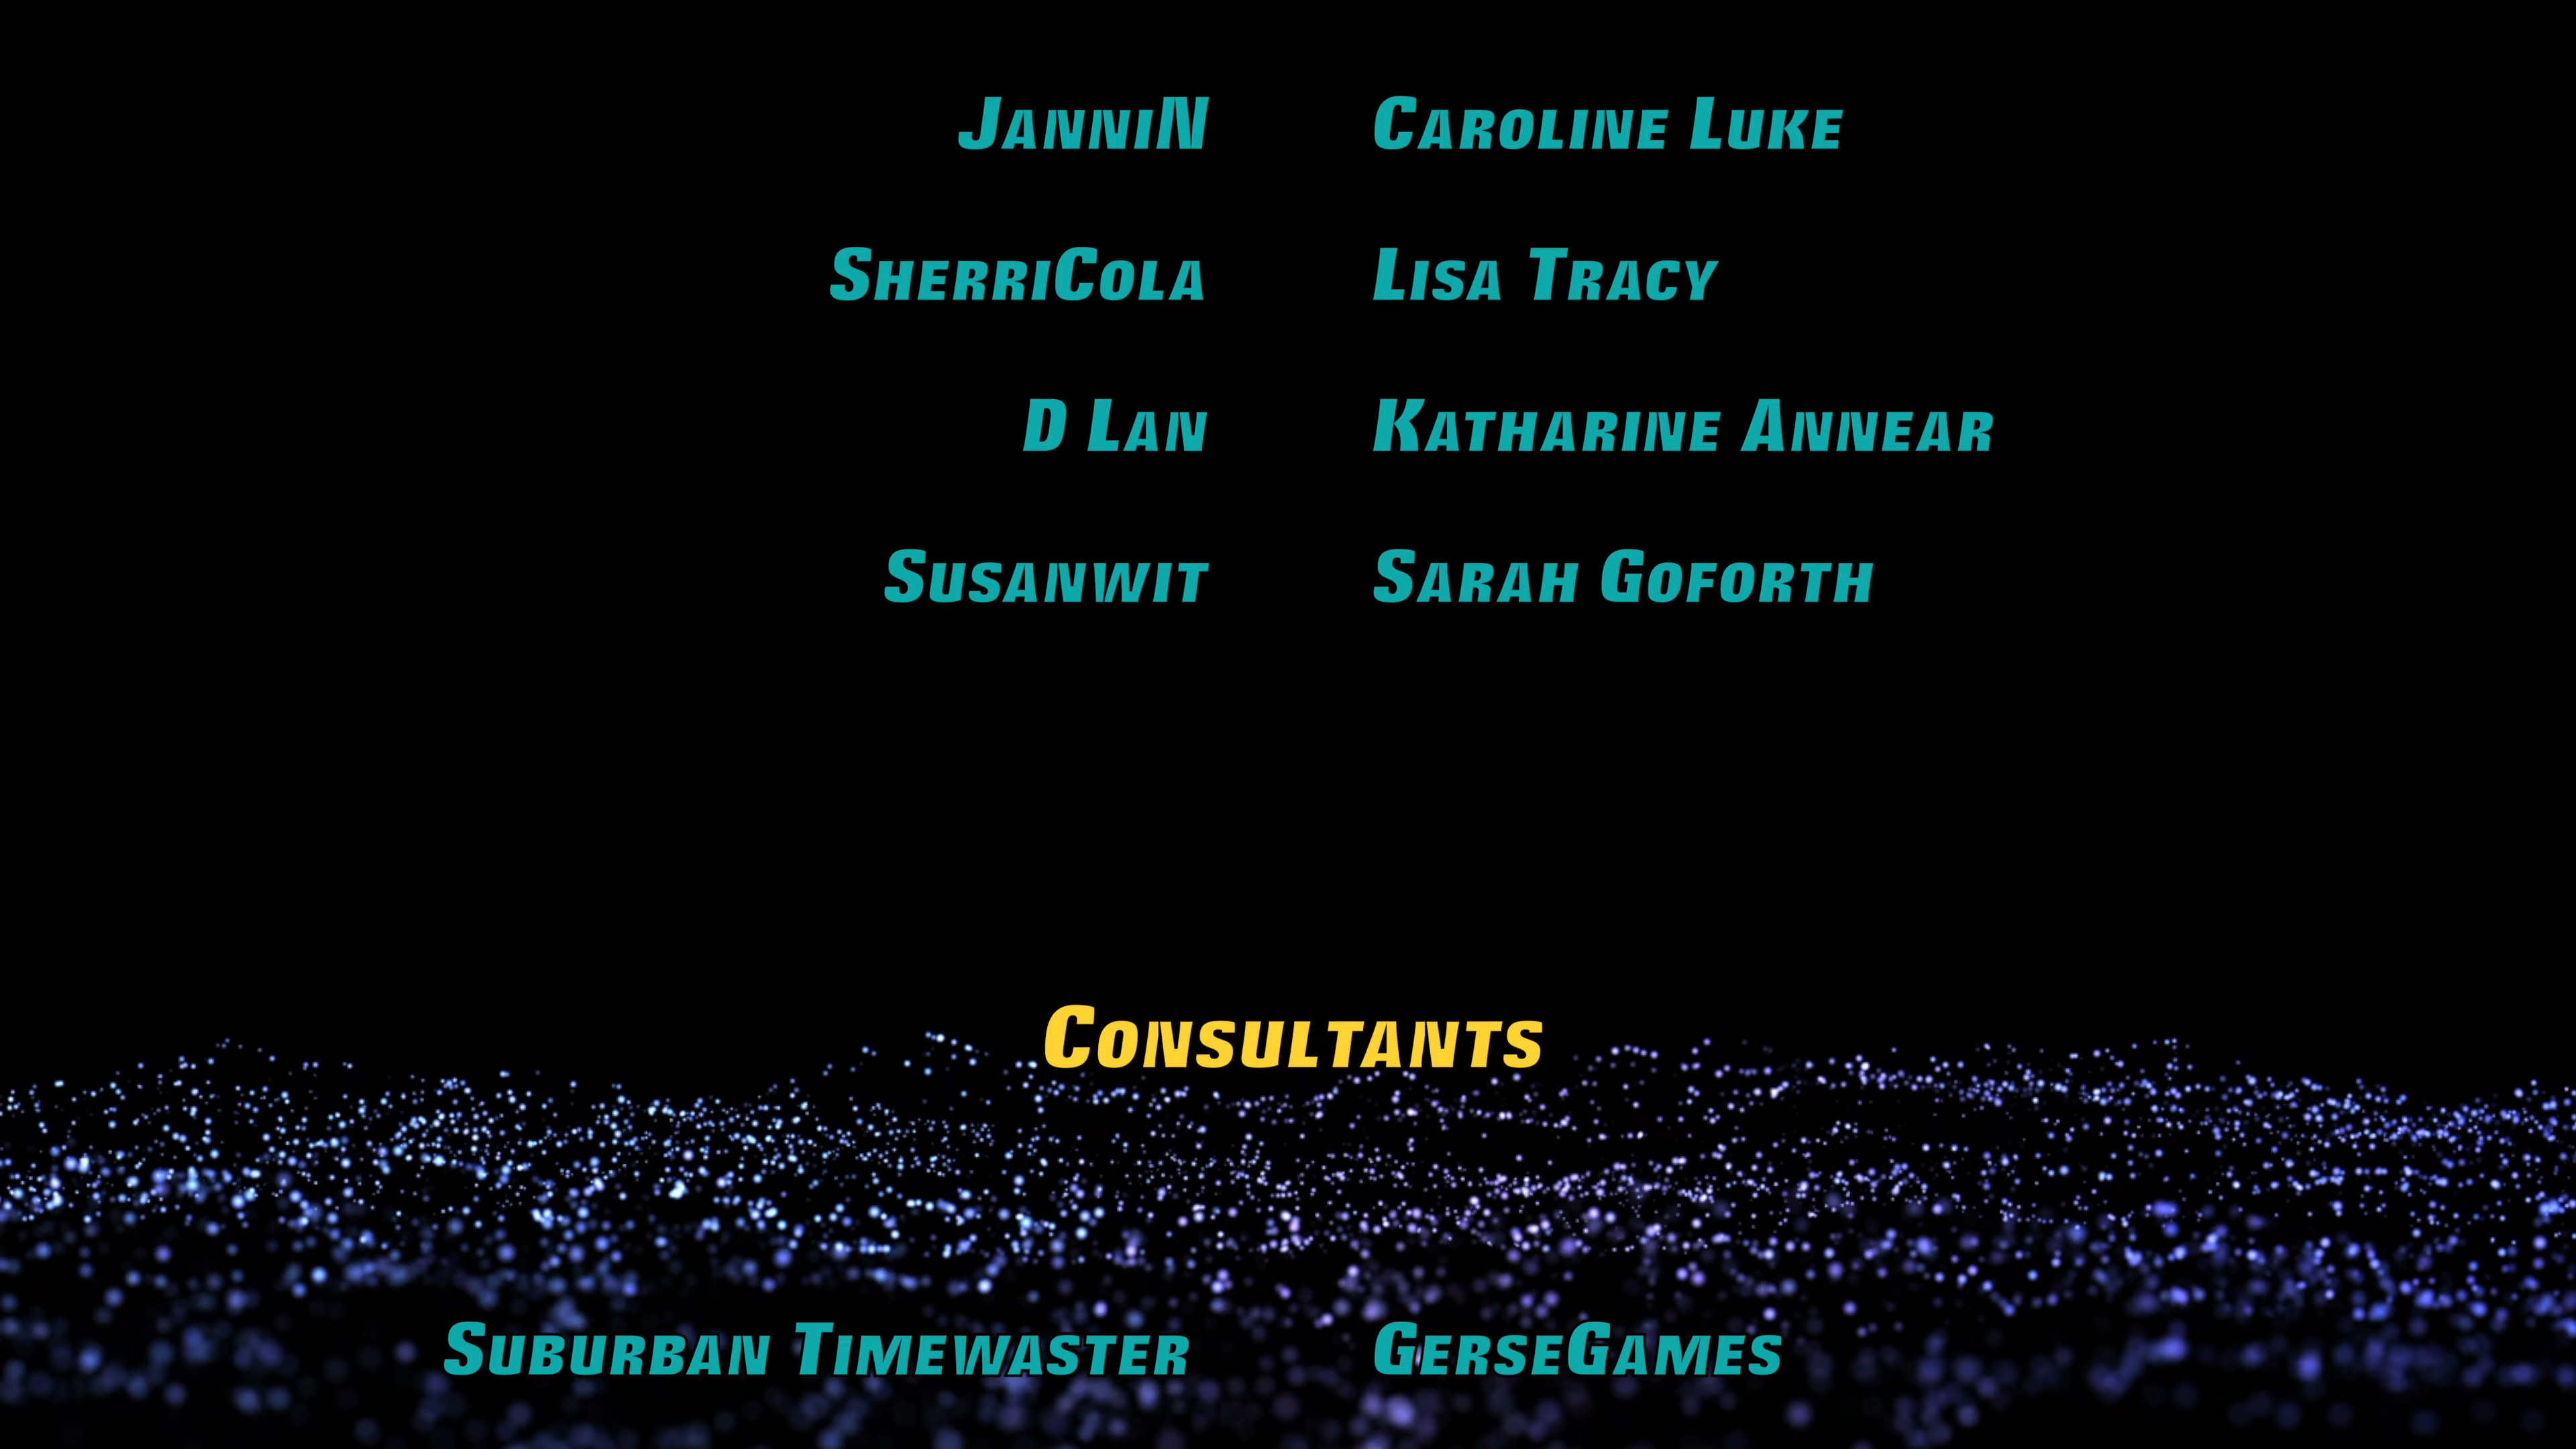 JanniN Caroline Luke
SherriCola Lisa Tracy
D Lan Katharine Annear
Susanwit Sarah Goforth
Consultants
Suburban Timewaster GerseGames